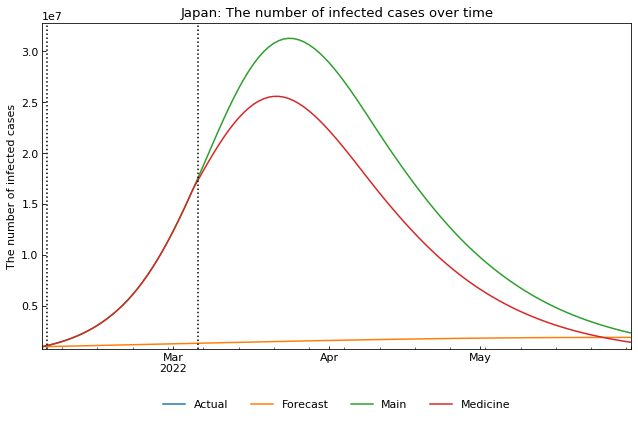 Japan: The number of infected cases over time
1e7
3.0
2.5
2.0
1.5
1.0
0.5
The number of infected cases
Mar Apr May
2022
Actual Forecast Main Medicine